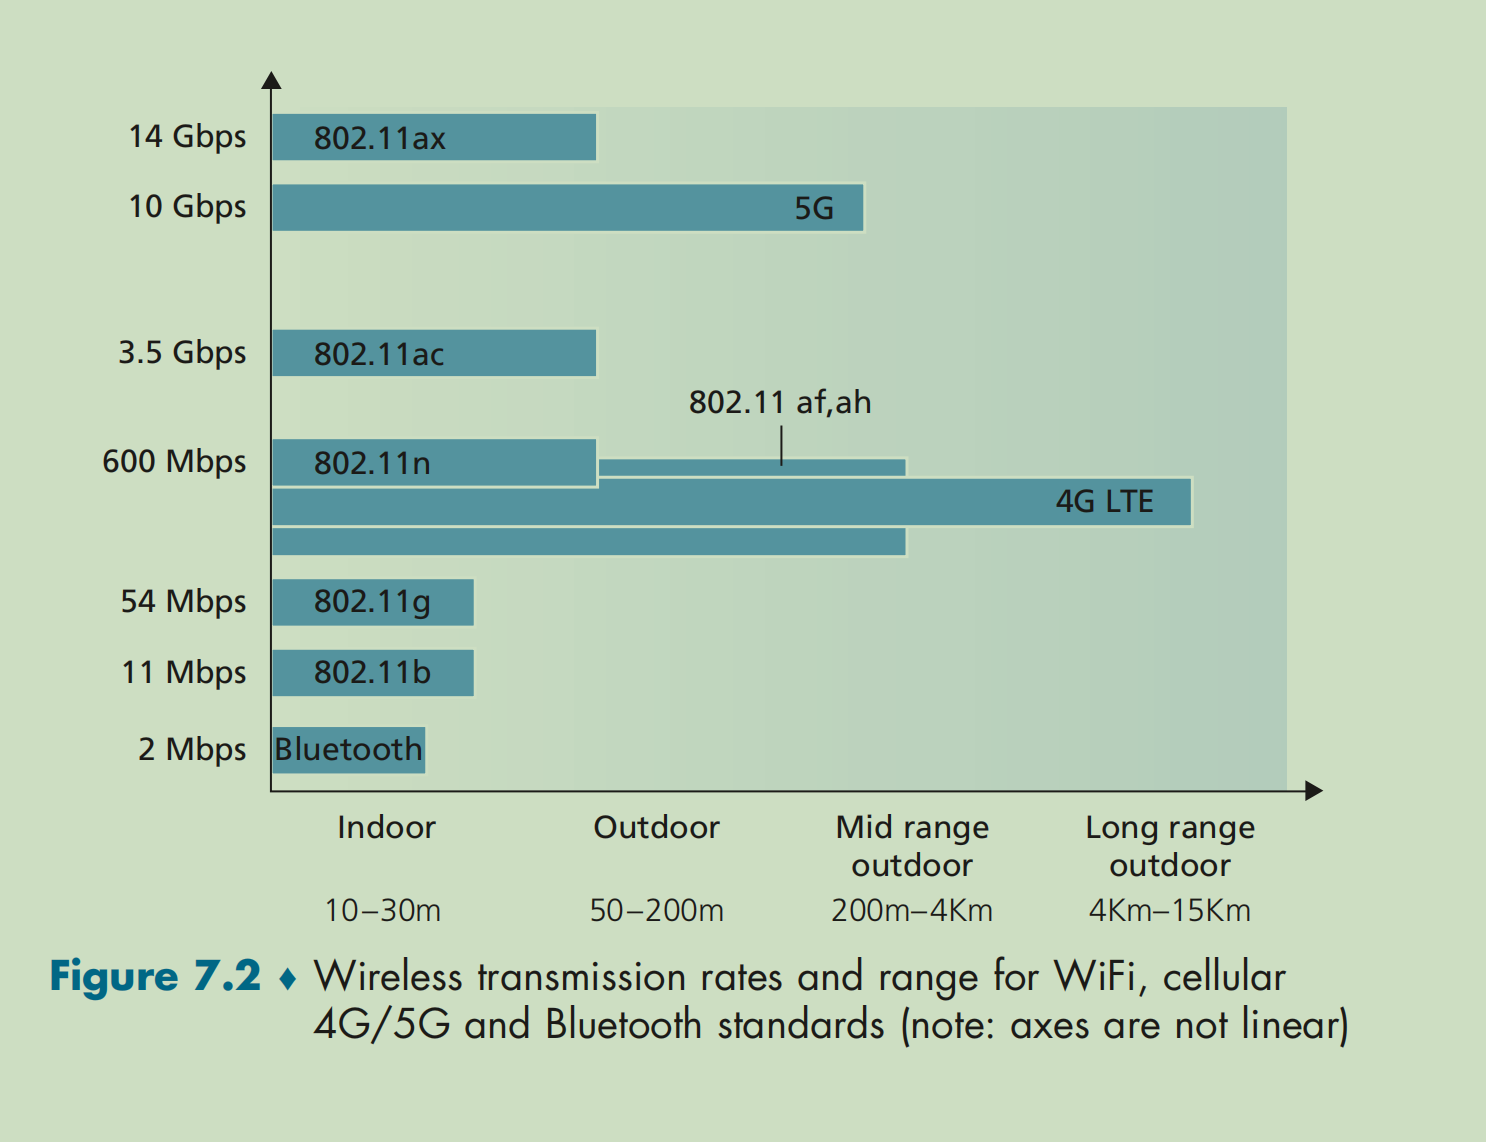 14 Gbps
802.11ax
10 Gbps
5G
3.5 Gbps
802.11ac
802.11 af,ah
600 Mbps
802.11n
4G LTE
54 Mbps
802.11g
11 Mbps
802.11b
2 Mbps
Bluetooth
Indoor
Outdoor
Mid range
outdoor
Long range
outdoor
10–30m
50–200m
200m–4Km
4Km–15Km
Figure 7.2 ♦ Wireless transmission rates and range for WiFi, cellular
4G/5G and Bluetooth standards (note: axes are not linear)